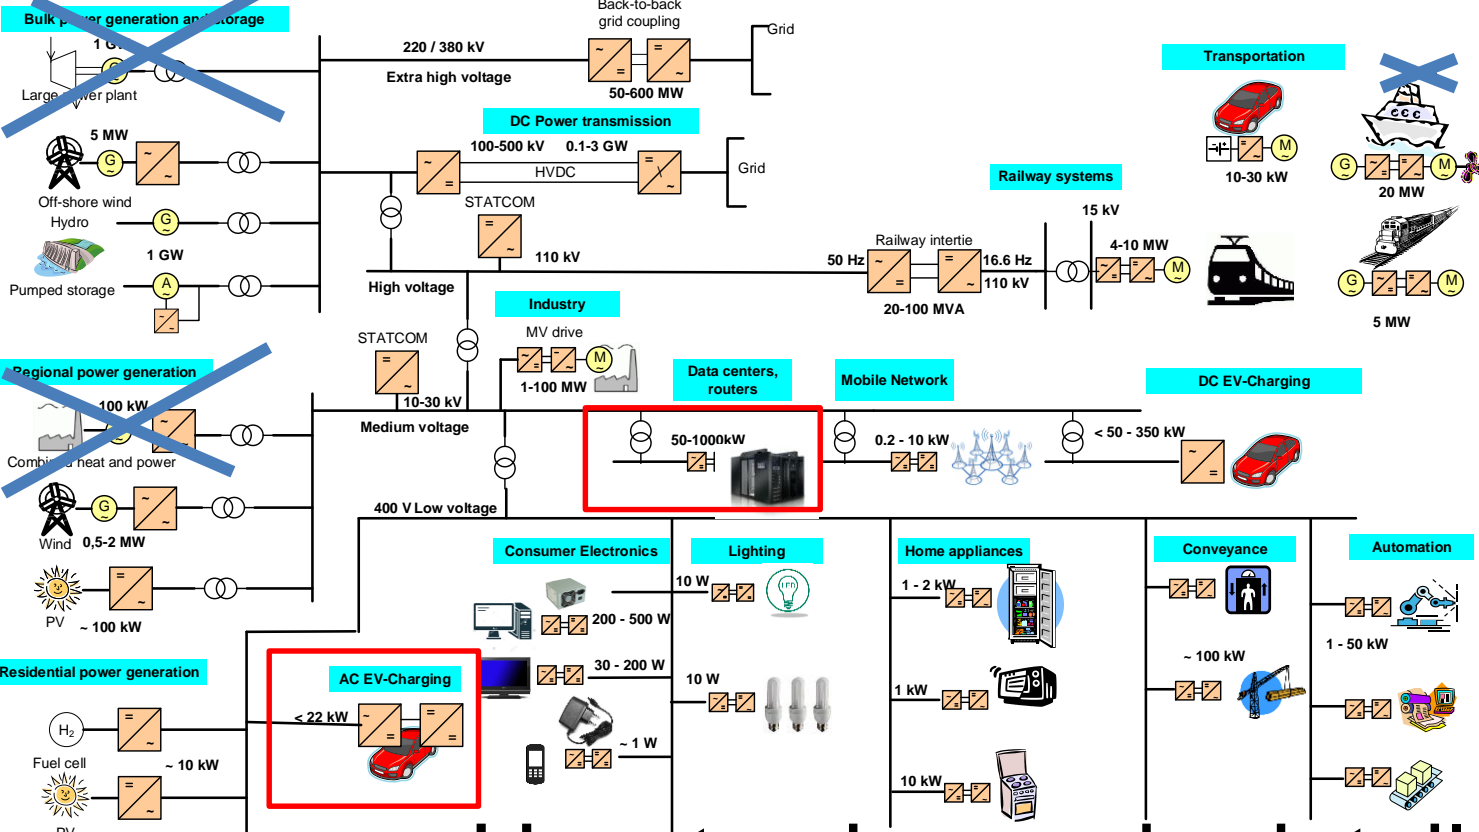 Back-to-back
grid coupling
Bulk power generation and storage
1 GW
220 / 380 kV
Extra high voltage
50-600 MW
Grid
Transportation
Large power plant
G
~
DC Power transmission
100-500 kV
0.1-3 GW
HVDC
Grid
5 MW
G
~
Off-shore wind
Hydro
G
~
1 GW
Pumped storage
A
~
STATCOM
110 kV
High voltage
Railway systems
15 kV
Railway intertie
50 Hz
16.6 Hz
110 kV
20-100 MVA
4-10 MW
M
~
M
~
10-30 kW
G
~
M
~
20 MW
G
~
M
~
5 MW
Industry
MV drive
M
~
1-100 MW
STATCOM
10-30 kV
Medium voltage
Regional power generation
100 kW
Combined heat and power
Data centers,
routers
50-1000kW
Mobile Network
0.2 - 10 kW
DC EV-Charging
< 50 - 350 kW
G
~
Wind
0,5-2 MW
PV
~ 100 kW
400 V Low voltage
Residential power generation
H2
Fuel cell
~ 10 kW
PV
AC EV-Charging
< 22 kW
Consumer Electronics
200 - 500 W
30 - 200 W
~ 1 W
Lighting
10 W
10 W
Home appliances
1 - 2 kW
1 kW
10 kW
Conveyance
~ 100 kW
Automation
1 - 50 kW